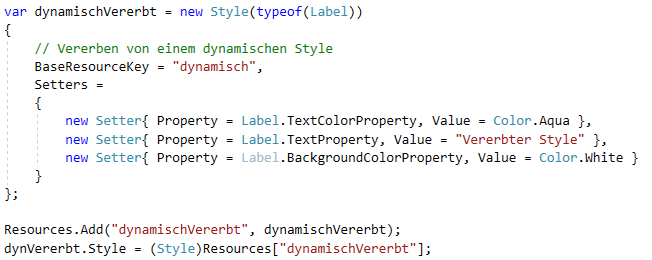 var dynamischVererbt = new Style(typeof(Label))
{
    // Vererben von einem dynamischen Style
    BaseResourceKey = "dynamisch",
    Setters =
    {
        new Setter{ Property = Label.TextColorProperty, Value = Color.Aqua },
        new Setter{ Property = Label.TextProperty, Value = "Vererbter Style" },
        new Setter{ Property = Label.BackgroundColorProperty, Value = Color.White }
    }
};
Resources.Add("dynamischVererbt", dynamischVererbt);
dynVererbt.Style = (Style)Resources["dynamischVererbt"];